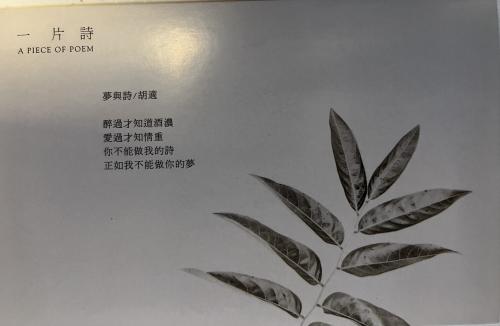 一片詩
A PIECE OF POEM
夢與詩/胡適
醉過才知道酒濃
愛過才知情重
你不能做我的詩
正如我不能做你的夢